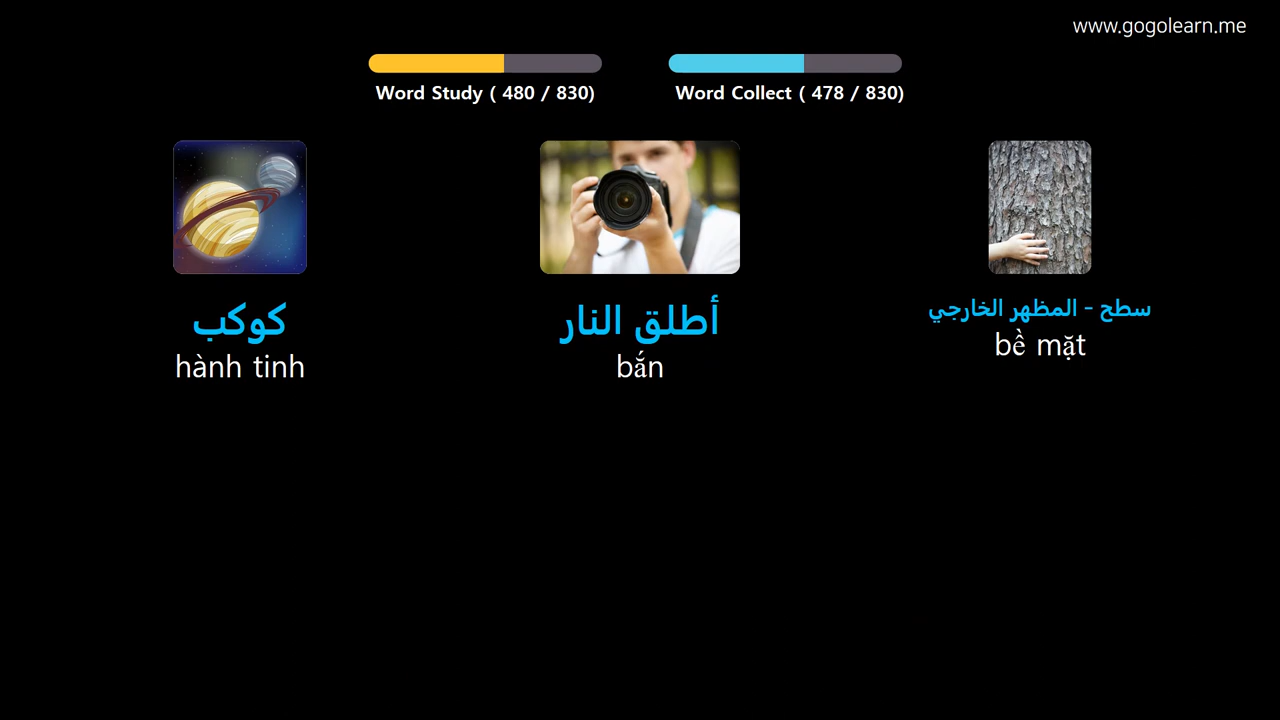 www.gogolearn.me
Word Study ( 480 / 830)
Word Collect ( 478 / 830)
كوكب
hành tinh
أطلق النار
bắn
سطح - المظهر الخارجي
bề mặt